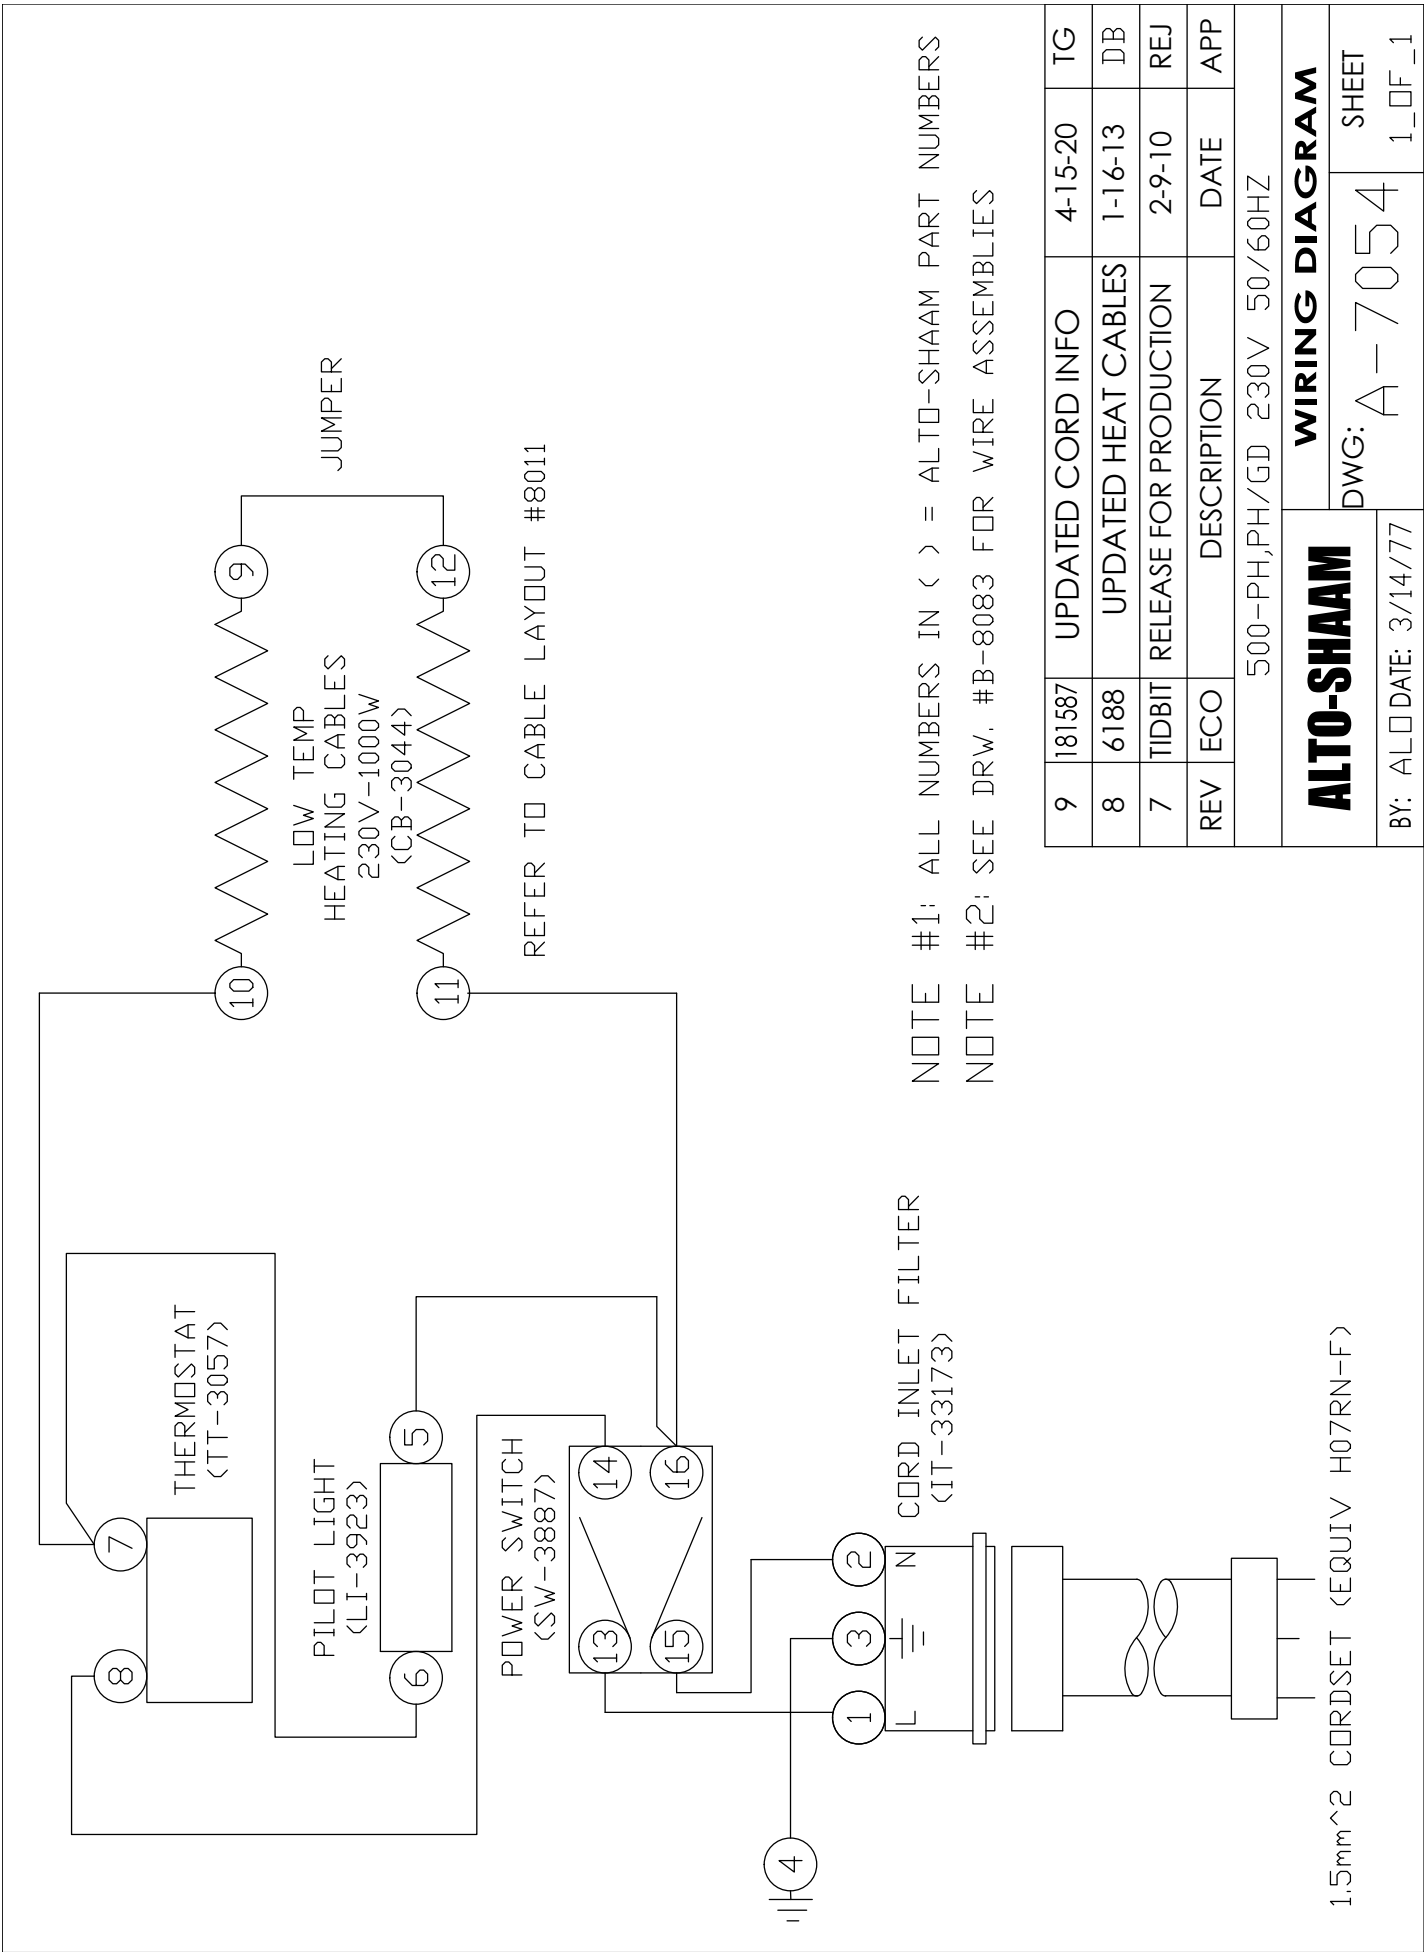 10
9
LOW TEMP
HEATING CABLES
230V-1000W
(CB-3044)
JUMPER
11
12
REFER TO CABLE LAYOUT #8011
8
7
THERMOSTAT
(TT-3057)
PILOT LIGHT
(LI-3923)
6
5
POWER SWITCH
(SW-3887)
13
14
15
16
4
1
3
2
L
N
CORD INLET FILTER
(IT-33173)
1.5mm^2 CORDSET (EQUIV H07RN-F)
NOTE #1: ALL NUMBERS IN ( ) = ALTO-SHAAM PART NUMBERS
NOTE #2: SEE DRW. #B-8083 FOR WIRE ASSEMBLIES
9 181587 UPDATED CORD INFO 4-15-20 TG
8 6188 UPDATED HEAT CABLES 1-16-13 DB
7 TIDBIT RELEASE FOR PRODUCTION 2-9-10 REJ
REV ECO DESCRIPTION DATE APP
500-PH,PH/GD 230V 50/60HZ
ALTO-SHAAM
WIRING DIAGRAM
BY: ALO DATE: 3/14/77
DWG: A-7054
SHEET
1_OF_1